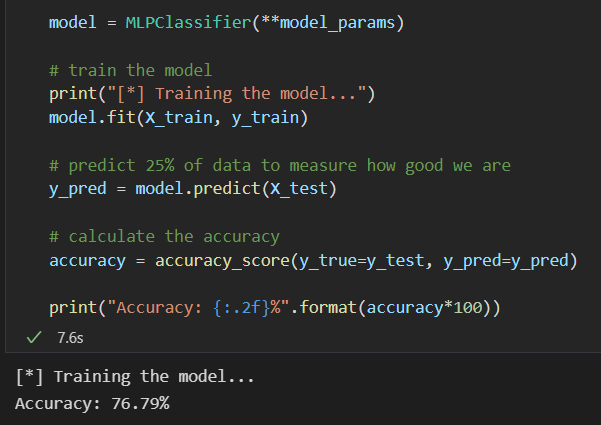 model = MLPClassifier(**model_params)
# train the model
print("[*] Training the model...")
model.fit(X_train, y_train)
# predict 25% of data to measure how good we are
y_pred = model.predict(X_test)
# calculate the accuracy
accuracy = accuracy_score(y_true=y_test, y_pred=y_pred)
print("Accuracy: {:.2f}%".format(accuracy*100))
7.6s
[*] Training the model...
Accuracy: 76.79%